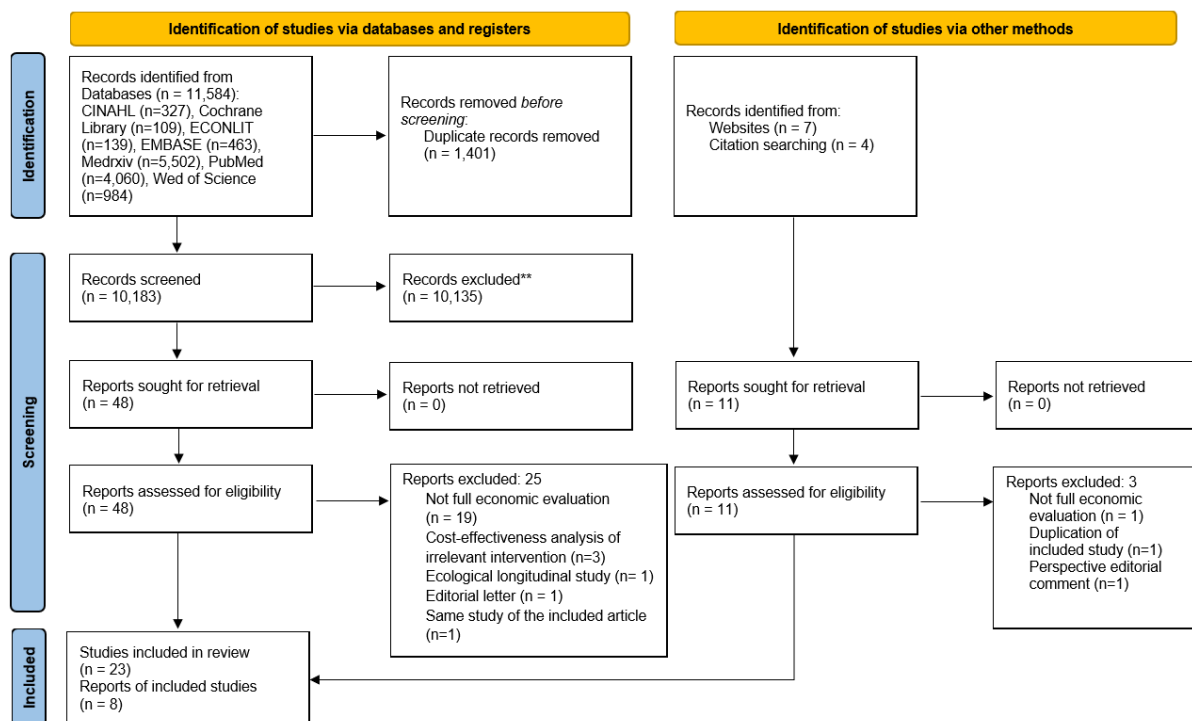 Identification of studies via databases and registers
Identification of studies via other methods
Identification
Records identified from
Databases (n = 11,584):
CINAHL (n=327), Cochrane
Library (n=109), ECONLIT
(n=139), EMBASE (n=463),
Medrxiv (n=5,502), PubMed
(n=4,060), Wed of Science
(n=984)
Records removed before
screening:
Duplicate records removed
(n = 1,401)
Records identified from:
Websites (n = 7)
Citation searching (n = 4)
Screening
Records screened
(n = 10,183)
Records excluded**
(n = 10,135)
Reports sought for retrieval
(n = 48)
Reports not retrieved
(n = 0)
Reports sought for retrieval
(n = 11)
Reports not retrieved
(n = 0)
Reports assessed for eligibility
(n = 48)
Reports excluded: 25
Not full economic evaluation
(n = 19)
Cost-effectiveness analysis of
irrelevant intervention (n=3)
Ecological longitudinal study (n= 1)
Editorial letter (n = 1)
Same study of the included article
(n=1)
Reports assessed for eligibility
(n = 11)
Reports excluded: 3
Not full economic
evaluation (n = 1)
Duplication of
included study (n=1)
Perspective editorial
comment (n=1)
Included
Studies included in review
(n = 23)
Reports of included studies
(n = 8)